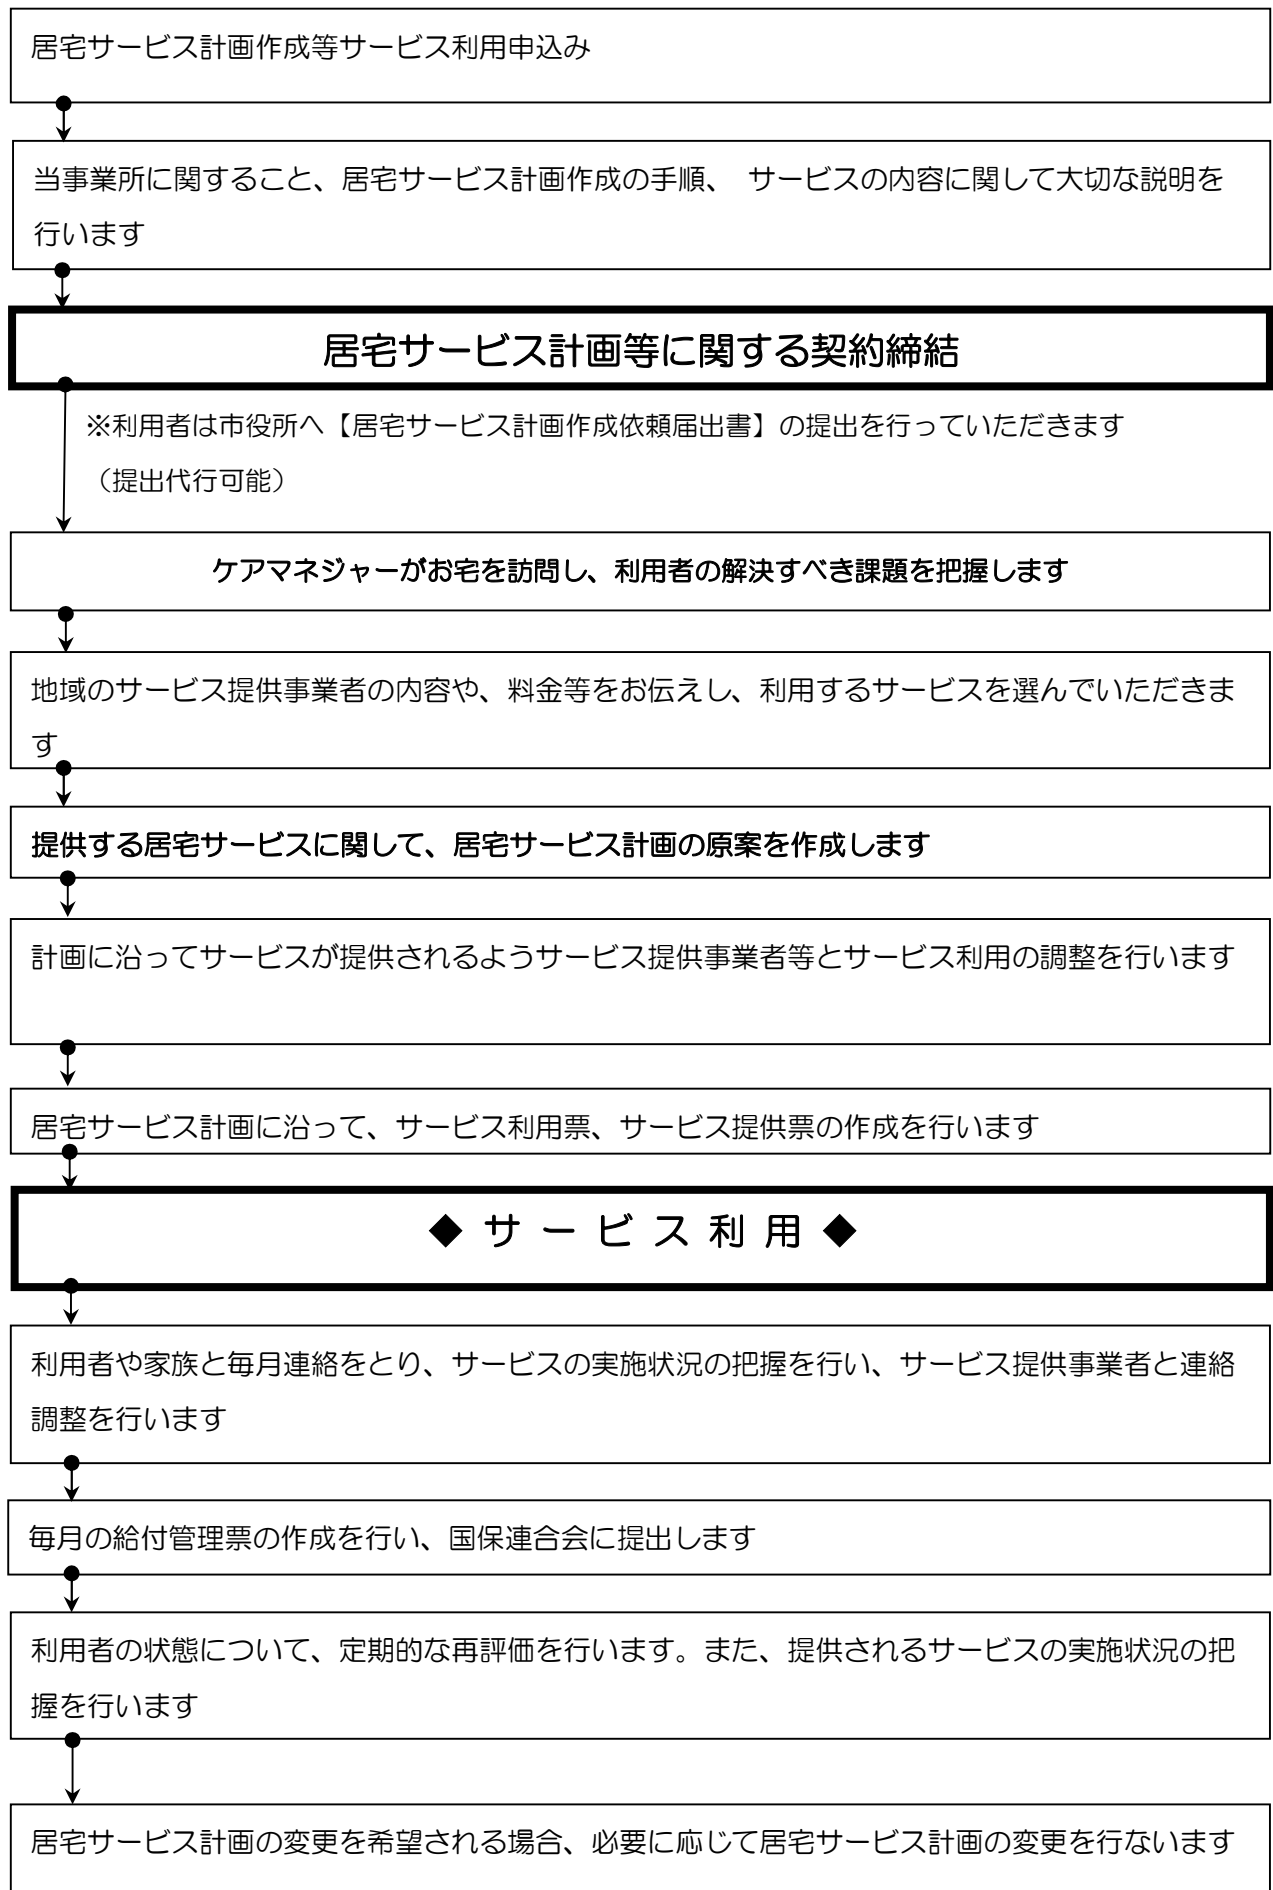 居宅サービス計画作成等サービス利用申込み
当事業所に関すること、居宅サービス計画作成の手順、　サービスの内容に関して大切な説明を
行います
居宅サービス計画等に関する契約締結
※利用者は市役所へ【居宅サービス計画作成依頼届出書】の提出を行っていただきます
（提出代行可能）
ケアマネジャーがお宅を訪問し、利用者の解決すべき課題を把握します
地域のサービス提供事業者の内容や、料金等をお伝えし、利用するサービスを選んでいただきま
す
提供する居宅サービスに関して、居宅サービス計画の原案を作成します
計画に沿ってサービスが提供されるようサービス提供事業者等とサービス利用の調整を行います
居宅サービス計画に沿って、サービス利用票、サービス提供票の作成を行います
◆ サ ー ビ ス 利 用 ◆
利用者や家族と毎月連絡をとり、サービスの実施状況の把握を行い、サービス提供事業者と連絡
調整を行います
毎月の給付管理票の作成を行い、国保連合会に提出します
利用者の状態について、定期的な再評価を行います。また、提供されるサービスの実施状況の把
握を行います
居宅サービス計画の変更を希望される場合、必要に応じて居宅サービス計画の変更を行ないます